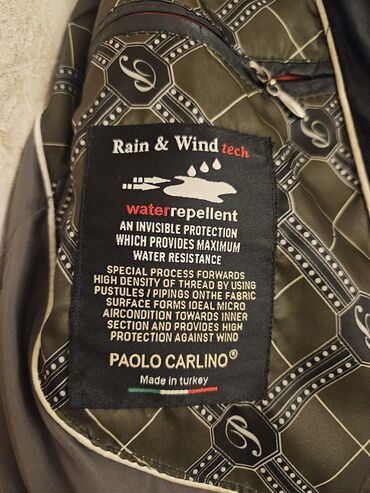 Rain & Wind tech
waterrepellent
AN INVISIBLE PROTECTION
WHICH PROVIDES MAXIMUM
WATER RESISTANCE
SPECIAL PROCESS FORWARDS
HIGH DENSITY OF THREAD BY USING
PUSTULES / PIPINGS ONTHE FABRIC
SURFACE FORMS IDEAL MICRO
AIRCONDITION TOWARDS INNER
SECTION AND PROVIDES HIGH
PROTECTION AGAINST WIND
PAOLO CARLINO®
Made in turkey